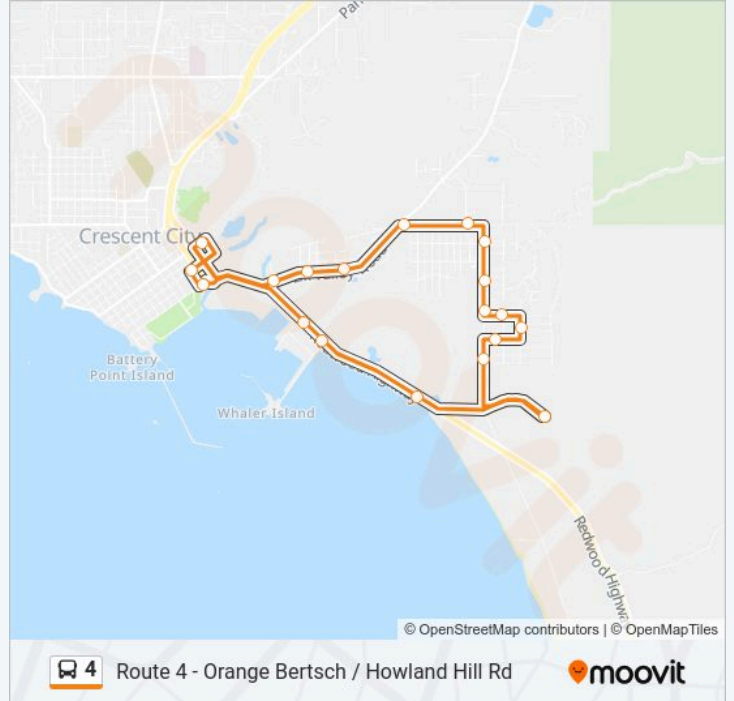 Crescent City
Battery
Point Island
Whaler Island
Redwood Highwa
© OpenStreetMap contributors | © OpenMapTiles
4 Route 4 - Orange Bertsch / Howland Hill Rd moovit